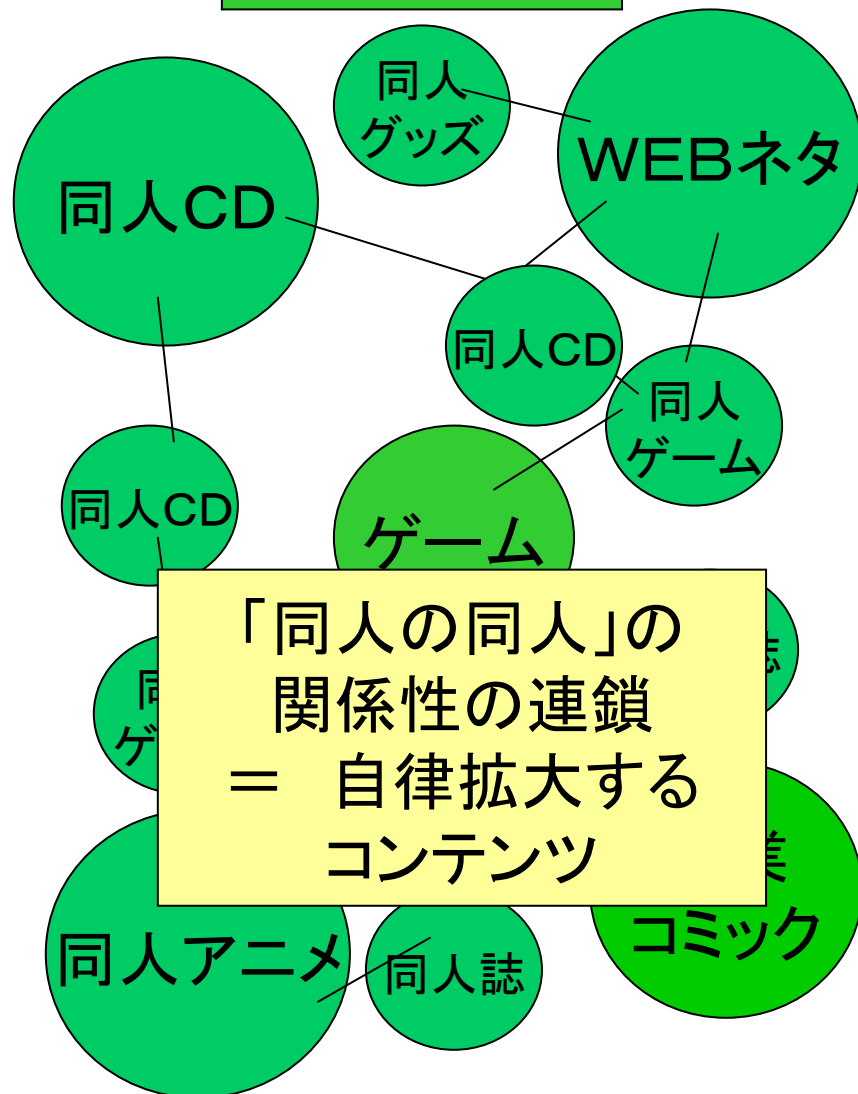 同人
グッズ
WEBネタ
同人CD
同人CD
同人
ゲーム
同人CD
ゲーム
「同人の同人」の
関係性の連鎖
＝　自律拡大する
コンテンツ
誌
業
コミック
同人アニメ
同人誌